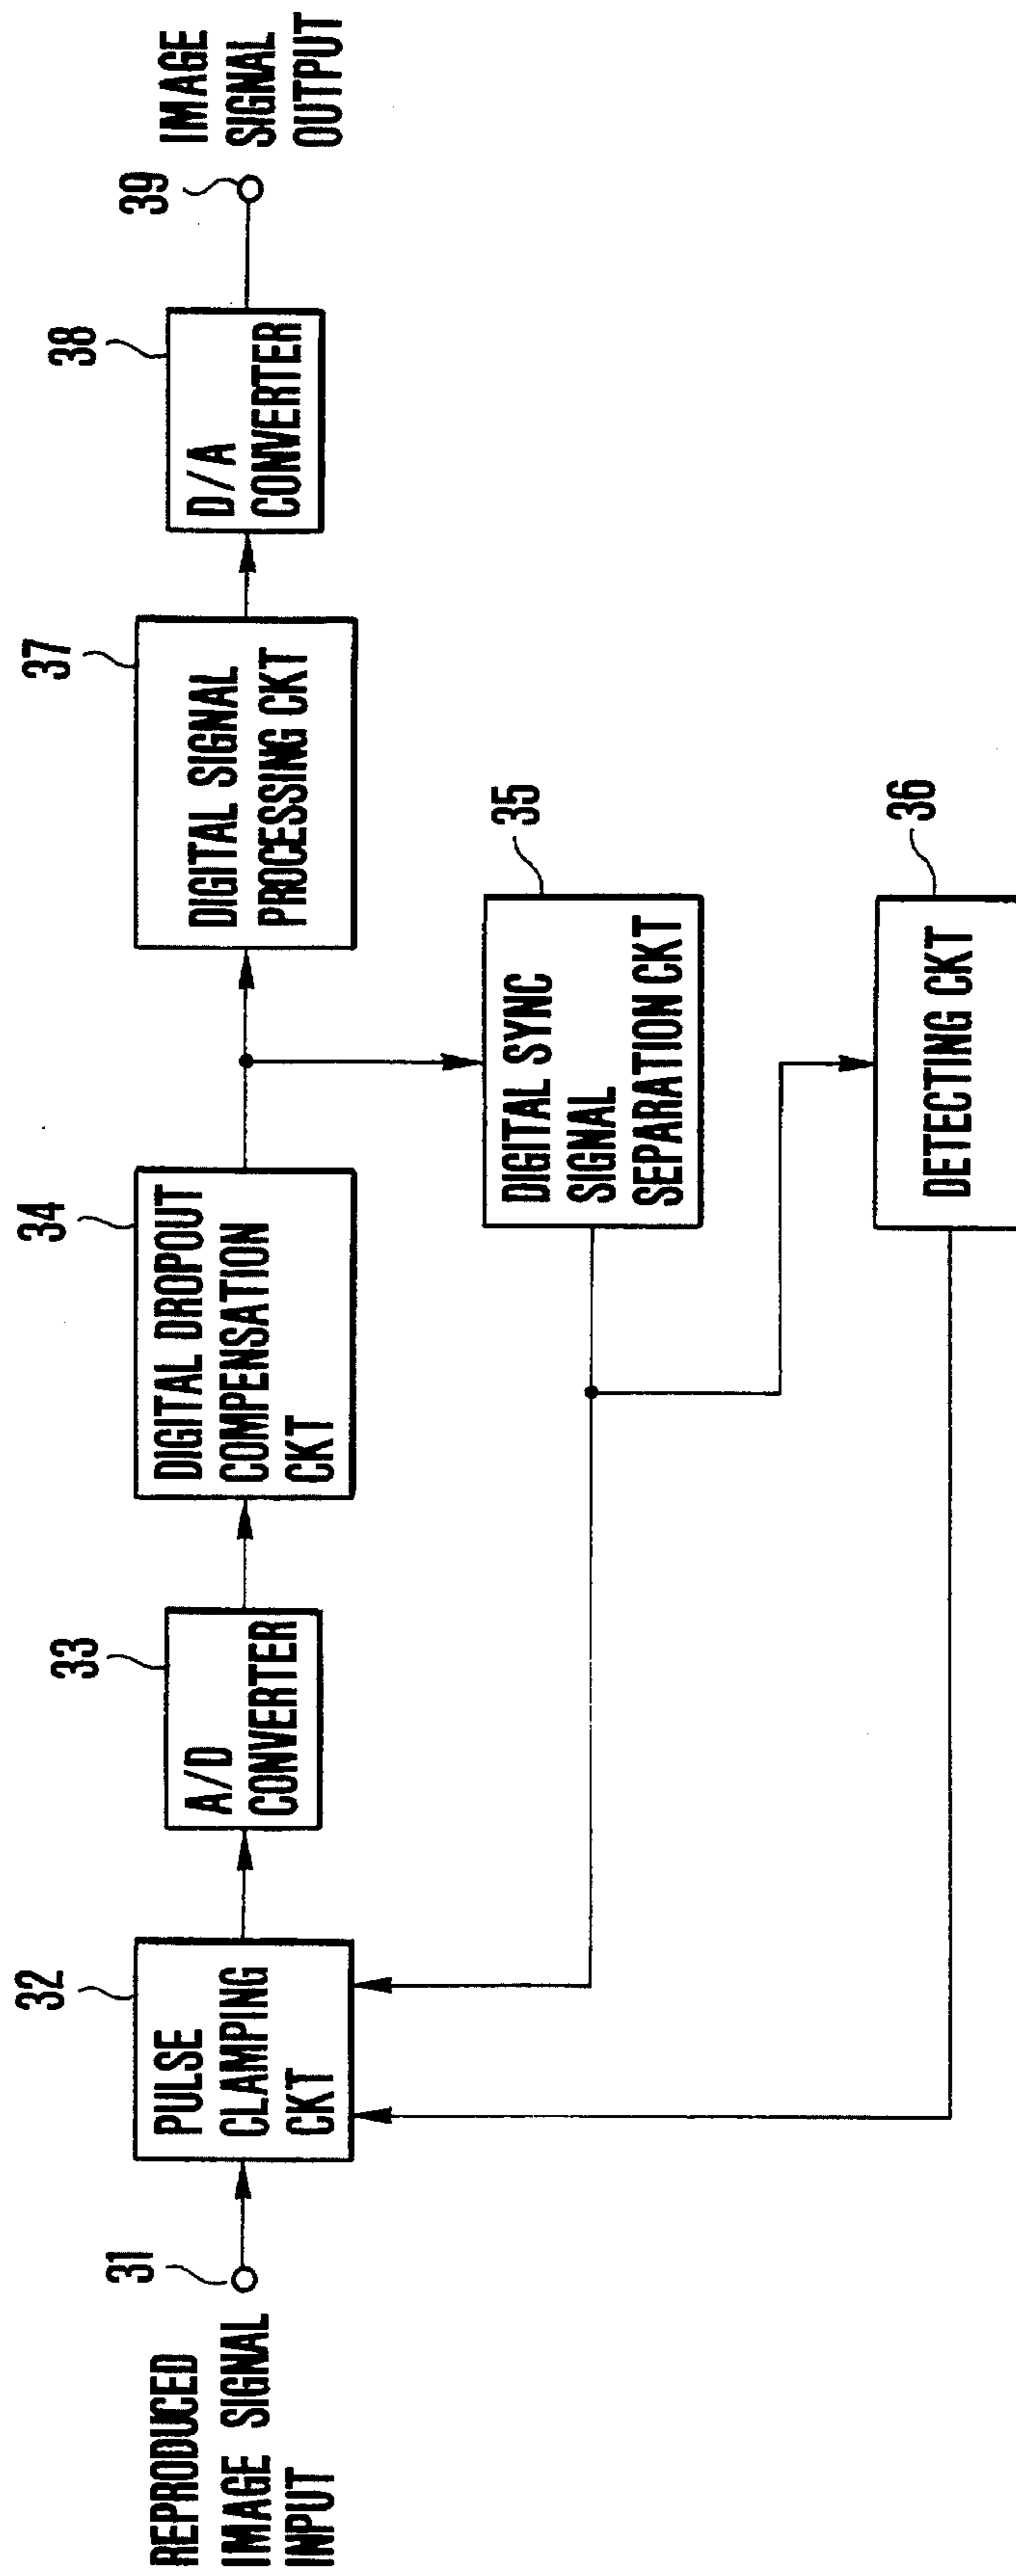 REPRODUCED
IMAGE SIGNAL
INPUT
31
32
PULSE
CLAMPING
CKT
33
A/D
CONVERTER
34
DIGITAL DROPOUT
COMPENSATION
CKT
37
DIGITAL SIGNAL
PROCESSING CKT
38
D/A
CONVERTER
39
IMAGE
SIGNAL
OUTPUT
35
DIGITAL SYNC
SIGNAL
SEPARATION CKT
36
DETECTING CKT